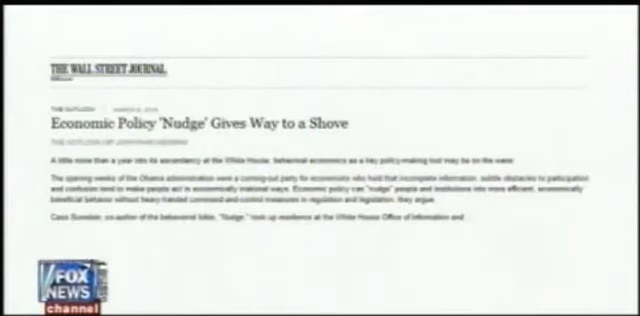 THE WALL STREET JOURNAL
THE OUTLOOK
Economic Policy 'Nudge' Gives Way to a Shove
A little more than a year into its ascendancy at the White House, behavioral economics as a key policy-making tool may be on the wane.
The opening weeks of the Obama administration were a coming-out party for economists who hold that incomplete information, subtle obstacles to participation
and confusion tend to make people act in economically irrational ways. Economic policy can "nudge" people and institutions into more efficient, economically
beneficial behavior without heavy-handed command-and-control measures in regulation and legislation, they argue.
Cass Sunstein, co-author of the behavioral bible, "Nudge," took up residence at the White House Office of Information and
FOX
NEWS
channel